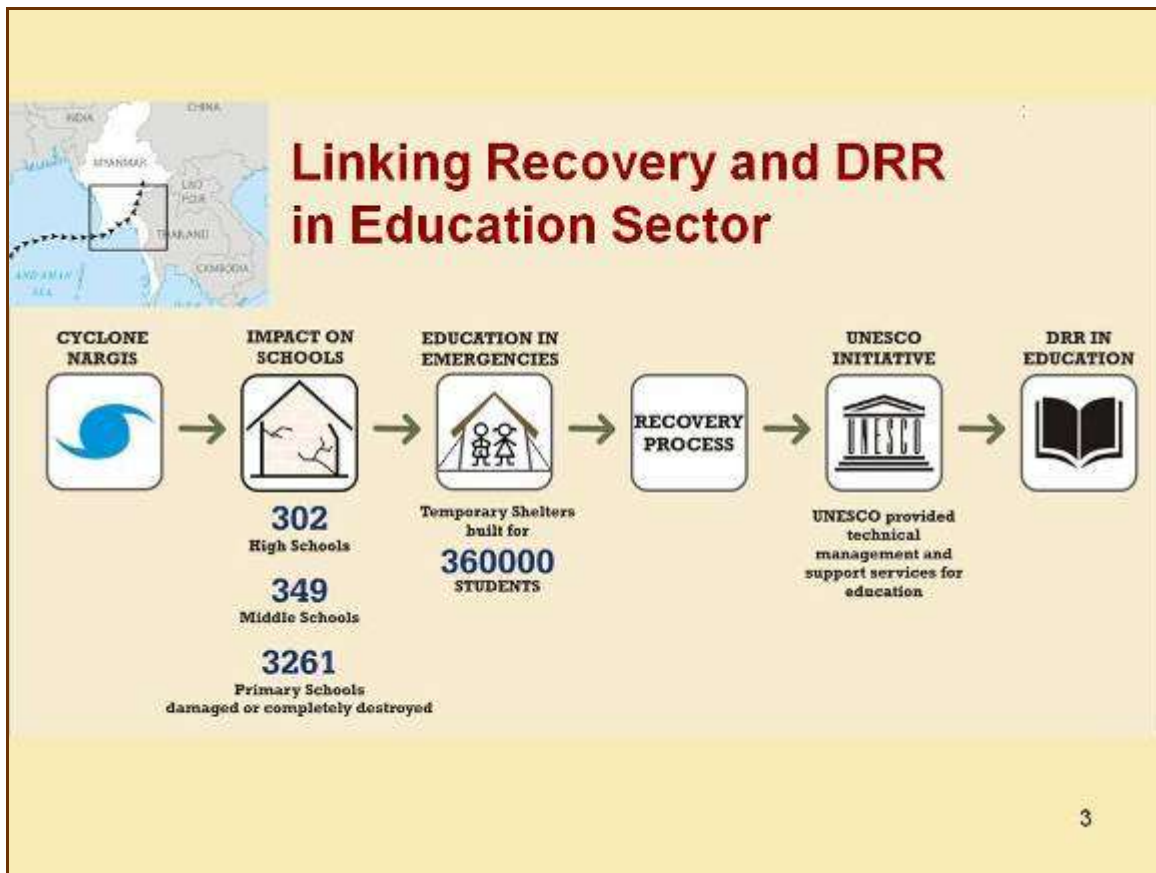 CHINA
INDIA
MYANMAR
LAO
P.D.R.
THAILAND
CAMBODIA
ANDAMAN
SEA
Linking Recovery and DRR
in Education Sector
CYCLONE
NARGIS
IMPACT ON
SCHOOLS
302
High Schools
349
Middle Schools
3261
Primary Schools
damaged or completely destroyed
EDUCATION IN
EMERGENCIES
Temporary Shelters
built for
360000
STUDENTS
RECOVERY
PROCESS
UNESCO
INITIATIVE
UNESCO
UNESCO provided
technical
management and
support services for
education
DRR IN
EDUCATION
3